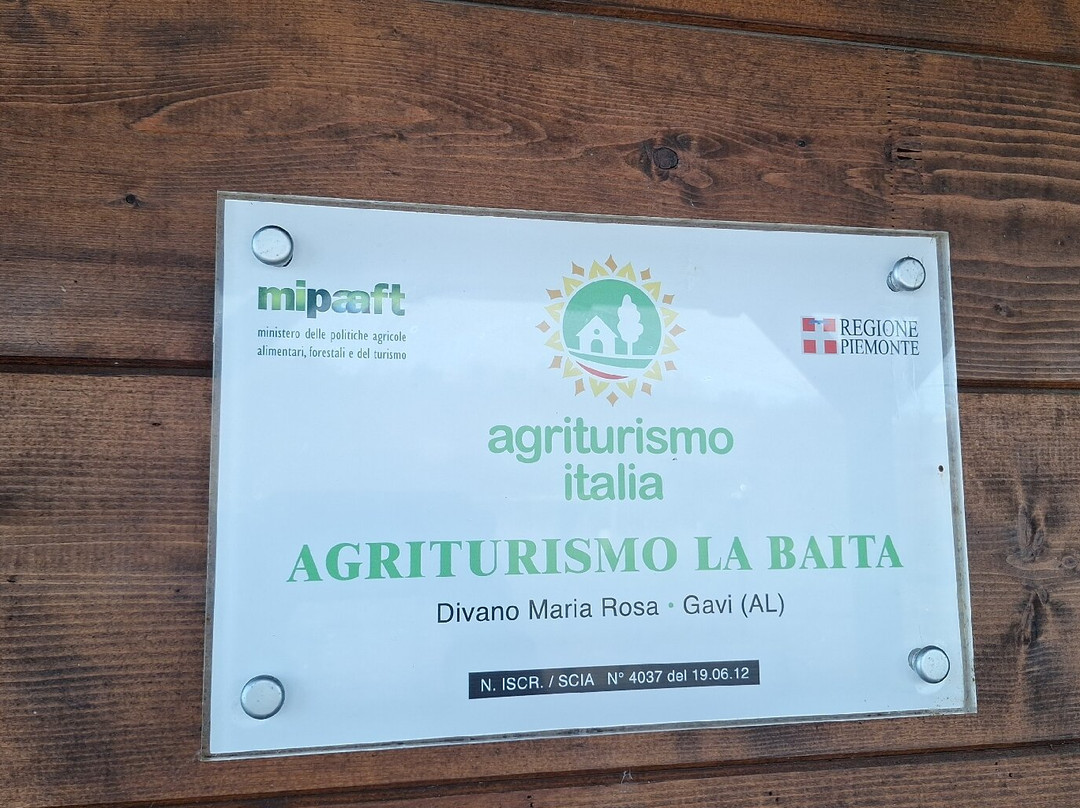 mipaaft
ministero delle politiche agricole
alimentari, forestali e del turismo
REGIONE
PIEMONTE
agriturismo
italia
AGRITURISMO LA BAITA
Divano Maria Rosa • Gavi (AL)
N. ISCR. / SCIA N° 4037 del 19.06.12